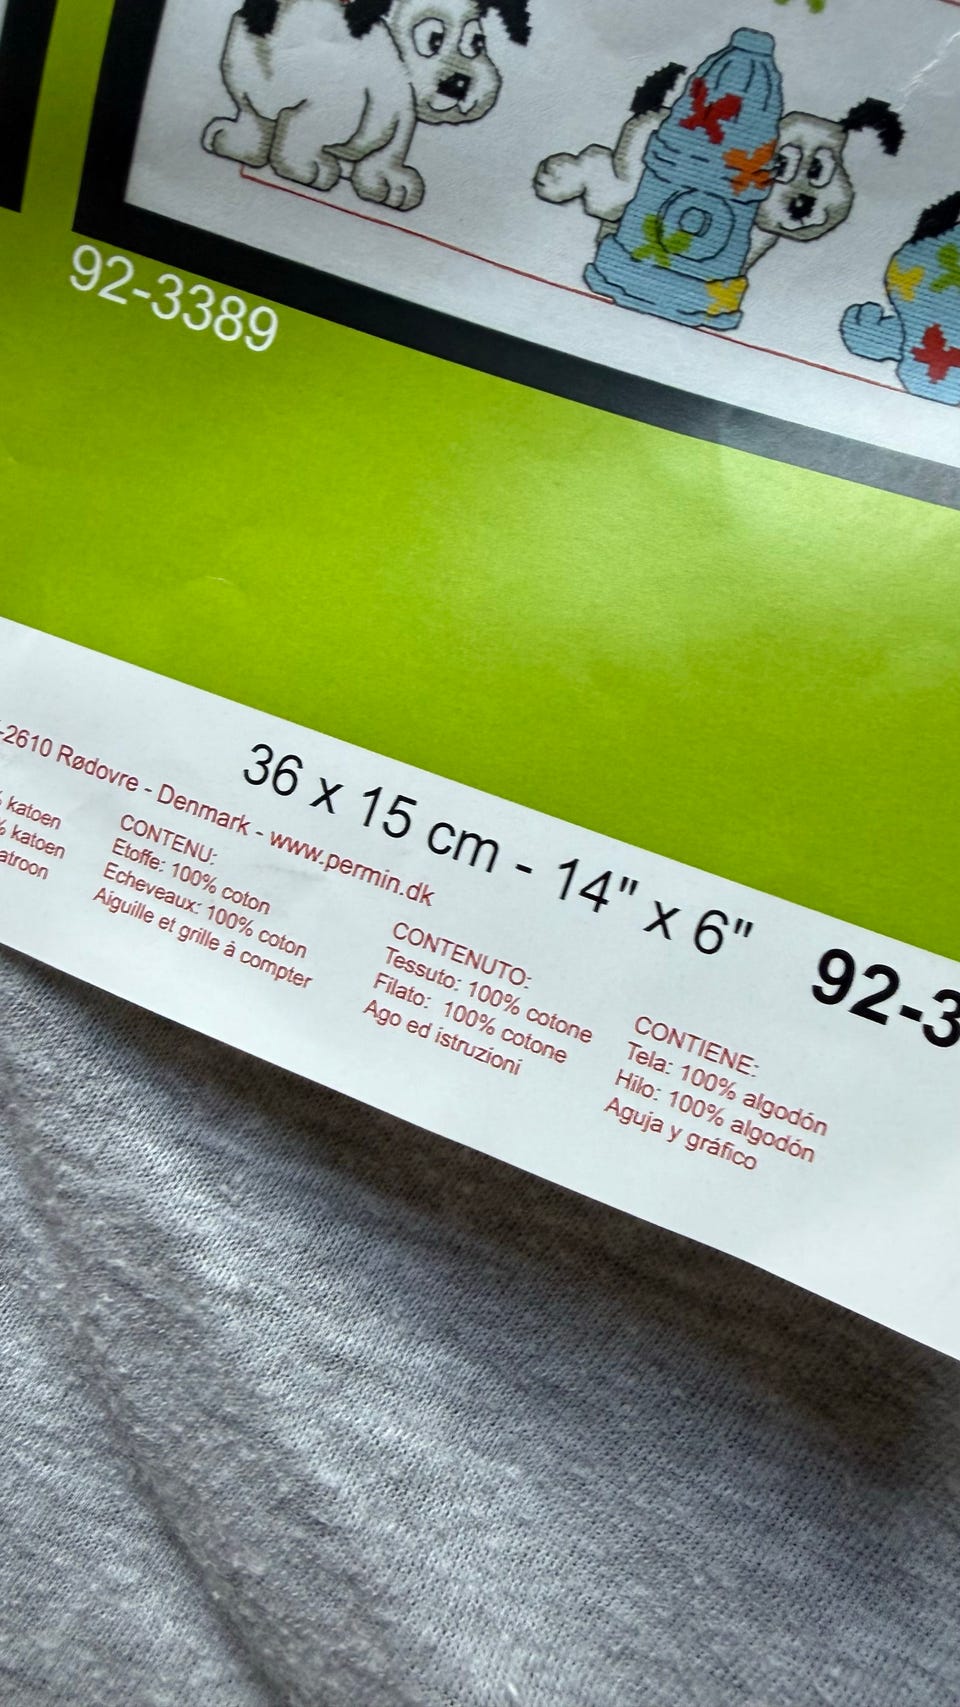 92-3389
36 x 15 cm - 14" x 6"
92-3
-2610 Rødovre - Denmark - www.permin.dk
katoen
katoen
CONTENU:
Etoffe: 100% coton
Echeveaux: 100% coton
Aiguille et grille à compter
CONTENUTO:
Tessuto: 100% cotone
Filato: 100% cotone
Ago ed istruzioni
CONTIENE:
Tela: 100% algodón
Hilo: 100% algodón
Aguja y gráfico